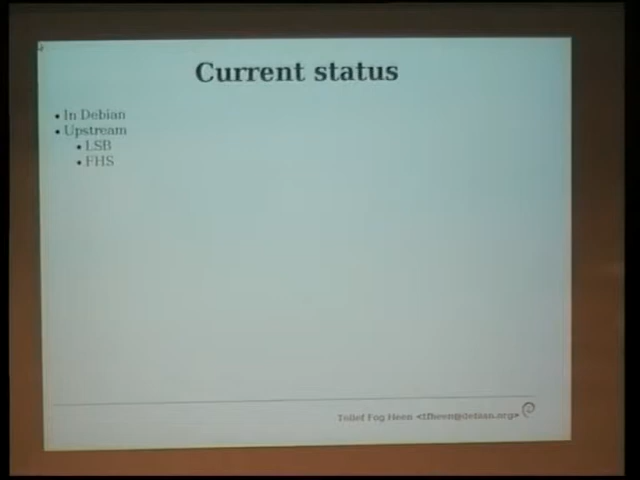 Current status
• In Debian
• Upstream
• LSB
• FHS
Tollef Fog Heen <tfheen@debian.org>